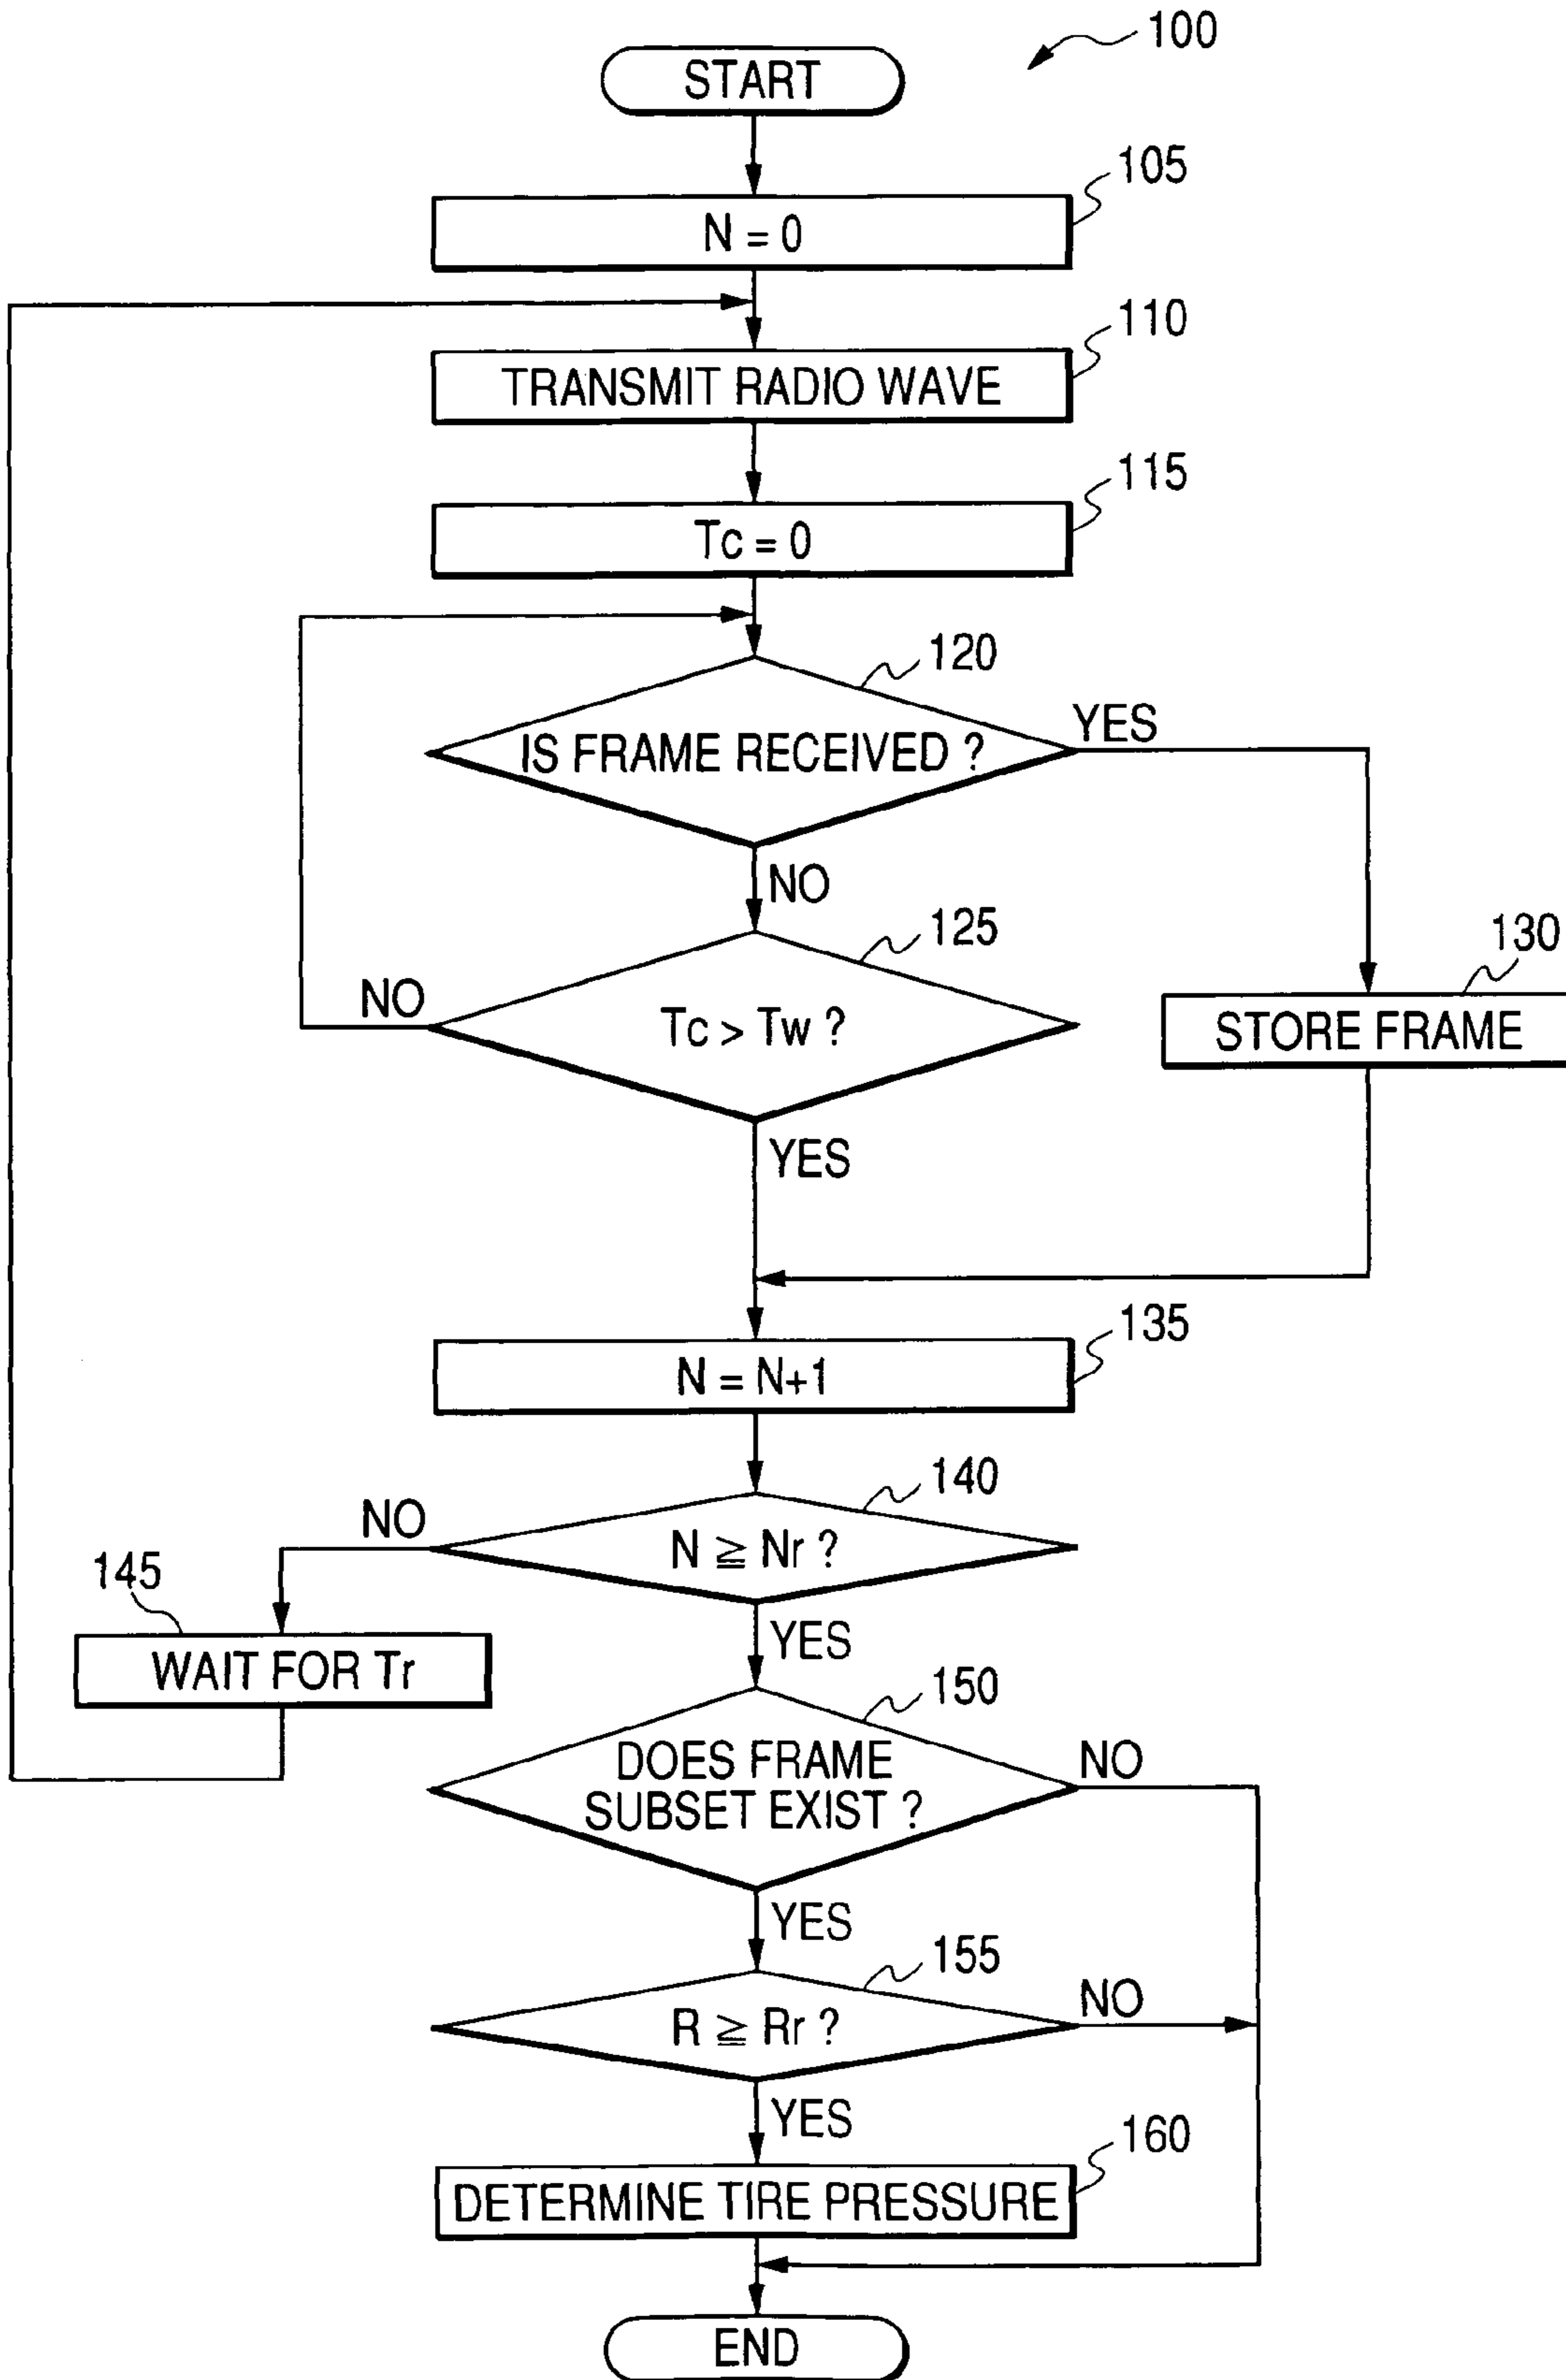 100
START
105
N = 0
110
TRANSMIT RADIO WAVE
115
Tc = 0
120
IS FRAME RECEIVED ?
YES
NO
125
Tc > Tw ?
NO
YES
130
STORE FRAME
135
N = N+1
140
N ≧ Nr ?
NO
YES
145
WAIT FOR Tr
150
DOES FRAME
SUBSET EXIST ?
NO
YES
155
R ≧ Rr ?
NO
YES
160
DETERMINE TIRE PRESSURE
END